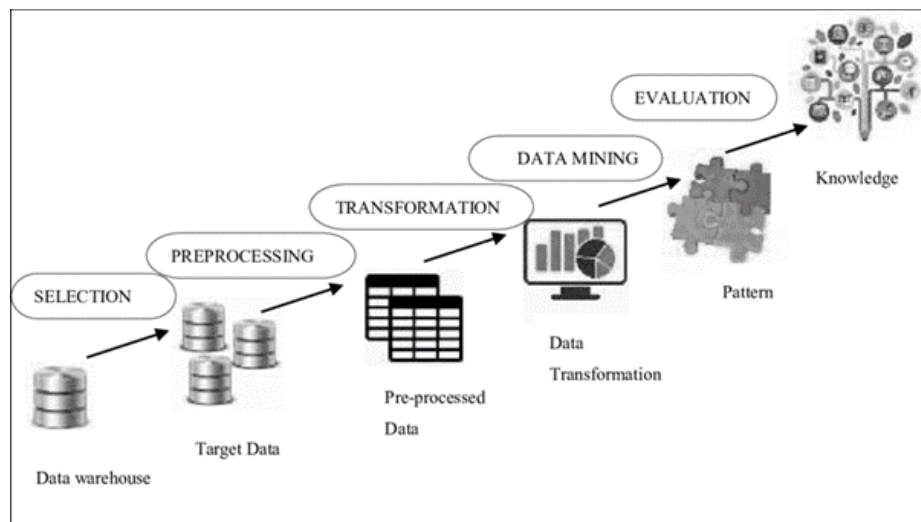 EVALUATION
DATA MINING
Knowledge
TRANSFORMATION
PREPROCESSING
Pattern
SELECTION
Data
Transformation
Pre-processed
Data
Target Data
Data warehouse